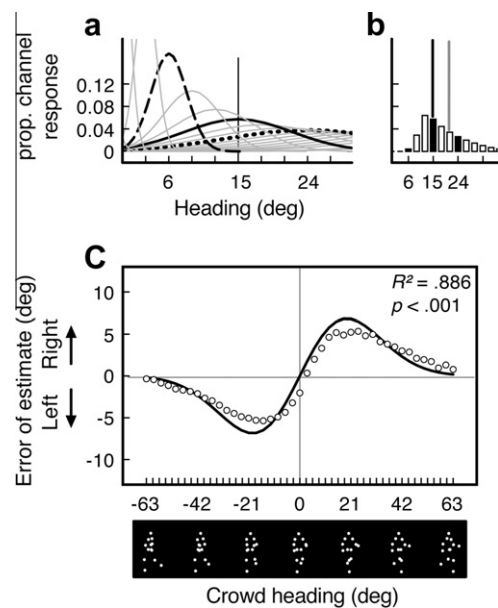 a
b
prop. channel
response
0.12
0.08
0.04
0
6 15 24
6 15 24
Heading (deg)
C
Error of estimate (deg)
Left Right
10
5
0
-5
-10
R² = .886
p < .001
-63 -42 -21 0 21 42 63
Crowd heading (deg)